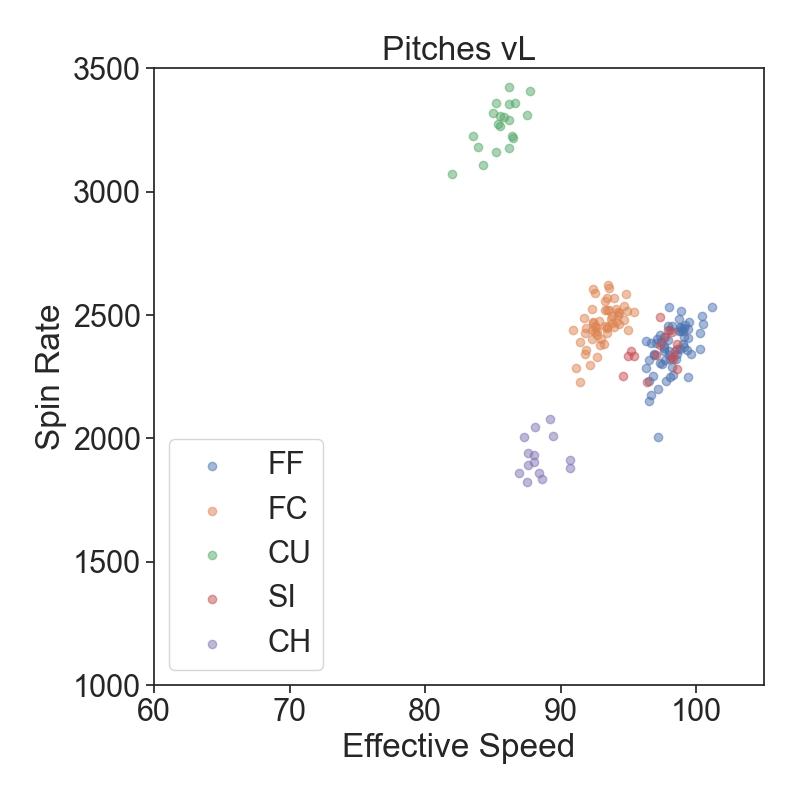 Pitches vL
3500
3000
2500
2000
1500
1000
Spin Rate
FF
FC
CU
SI
CH
60 70 80 90 100
Effective Speed